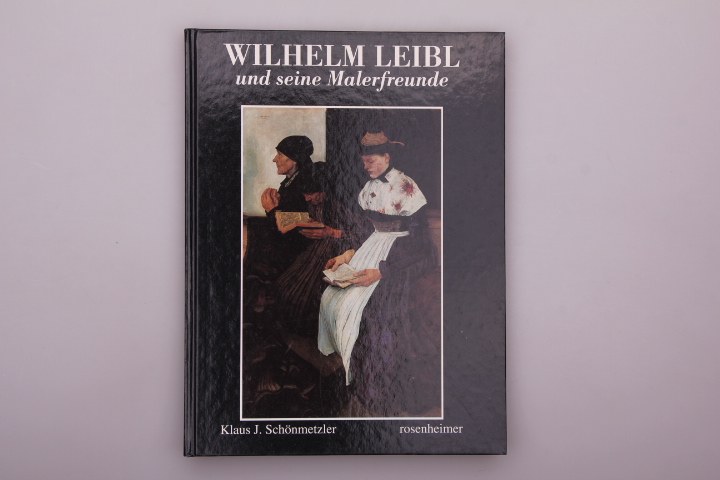 WILHELM LEIBL
und seine Malerfreunde
Klaus J. Schönmetzler rosenheimer